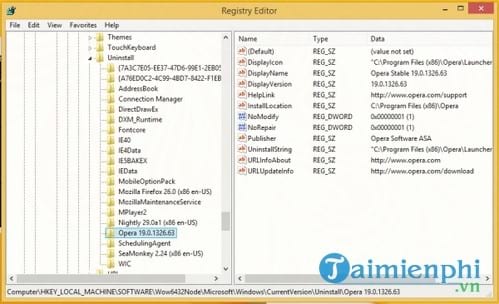 Registry Editor
File Edit View Favorites Help
Themes
TouchKeyboard
Uninstall
{7A3C7E05-EE37-47D6-99E1-2EB05
{A76ED0C2-4C99-4BD7-8422-F1
AddressBook
Connection Manager
DirectDrawEx
DXM_Runtime
Fontcore
IE40
IE4Data
IE5BAKEX
IEData
MobileOptionPack
Mozilla Firefox 26.0 (x86 en-US)
MozillaMaintenanceService
MPlayer2
Nightly 29.0a1 (x86 en-US)
Opera 19.0.1326.63
SchedulingAgent
SeaMonkey 2.24 (x86 en-US)
WIC
Name Type Data
(Default) REG_SZ (value not set)
DisplayIcon REG_SZ "C:\Program Files (x86)\Opera\Launcher
DisplayName REG_SZ Opera Stable 19.0.1326.63
DisplayVersion REG_SZ 19.0.1326.63
HelpLink REG_SZ http://www.opera.com/support
InstallLocation REG_SZ C:\Program Files (x86)\Opera
NoModify REG_DWORD 0x00000001 (1)
NoRepair REG_DWORD 0x00000001 (1)
Publisher REG_SZ Opera Software ASA
UninstallString REG_SZ "C:\Program Files (x86)\Opera\Launcher
URLInfoAbout REG_SZ http://www.opera.com
URLUpdateInfo REG_SZ http://www.opera.com/download
Computer\HKEY_LOCAL_MACHINE\SOFTWARE\Wow6432Node\Microsoft\Windows\CurrentVersion\Uninstall\Opera 19.0.1326.63
Taimienphi
.vn